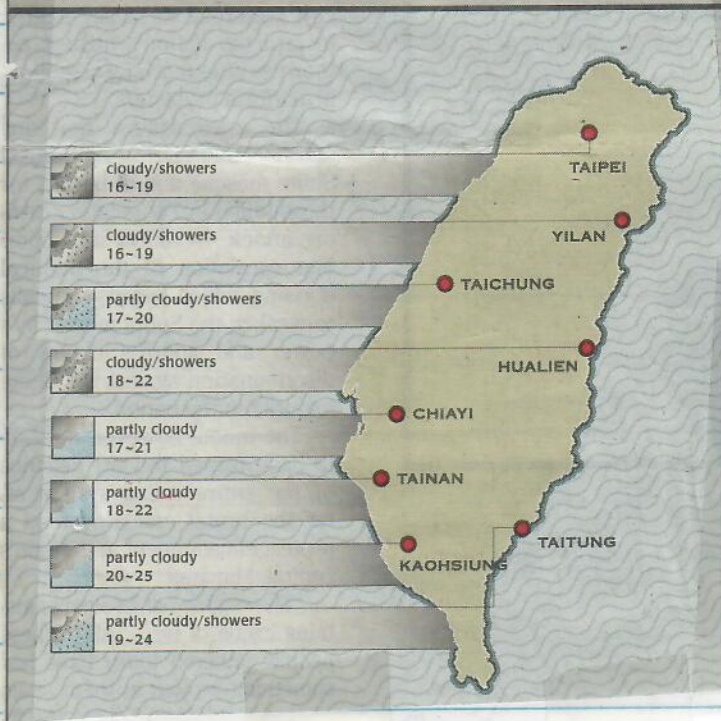 cloudy/showers
16~19
TAIPEI
cloudy/showers
16~19
YILAN
partly cloudy/showers
17~20
TAICHUNG
cloudy/showers
18~22
HUALIEN
partly cloudy
17~21
CHIAYI
partly cloudy
18~22
TAINAN
partly cloudy
20~25
KAOHSIUNG
partly cloudy/showers
19~24
TAITUNG